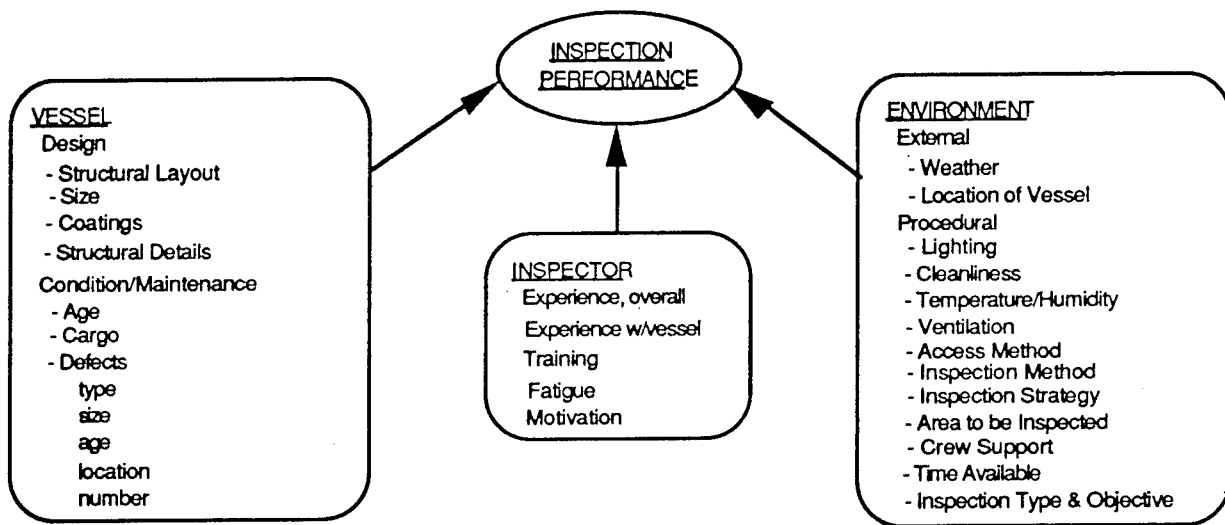 INSPECTION
PERFORMANCE
VESSEL
Design
- Structural Layout
- Size
- Coatings
- Structural Details
Condition/Maintenance
- Age
- Cargo
- Defects
type
size
age
location
number
INSPECTOR
Experience, overall
Experience w/vessel
Training
Fatigue
Motivation
ENVIRONMENT
External
- Weather
- Location of Vessel
Procedural
- Lighting
- Cleanliness
- Temperature/Humidity
- Ventilation
- Access Method
- Inspection Method
- Inspection Strategy
- Area to be Inspected
- Crew Support
- Time Available
- Inspection Type & Objective